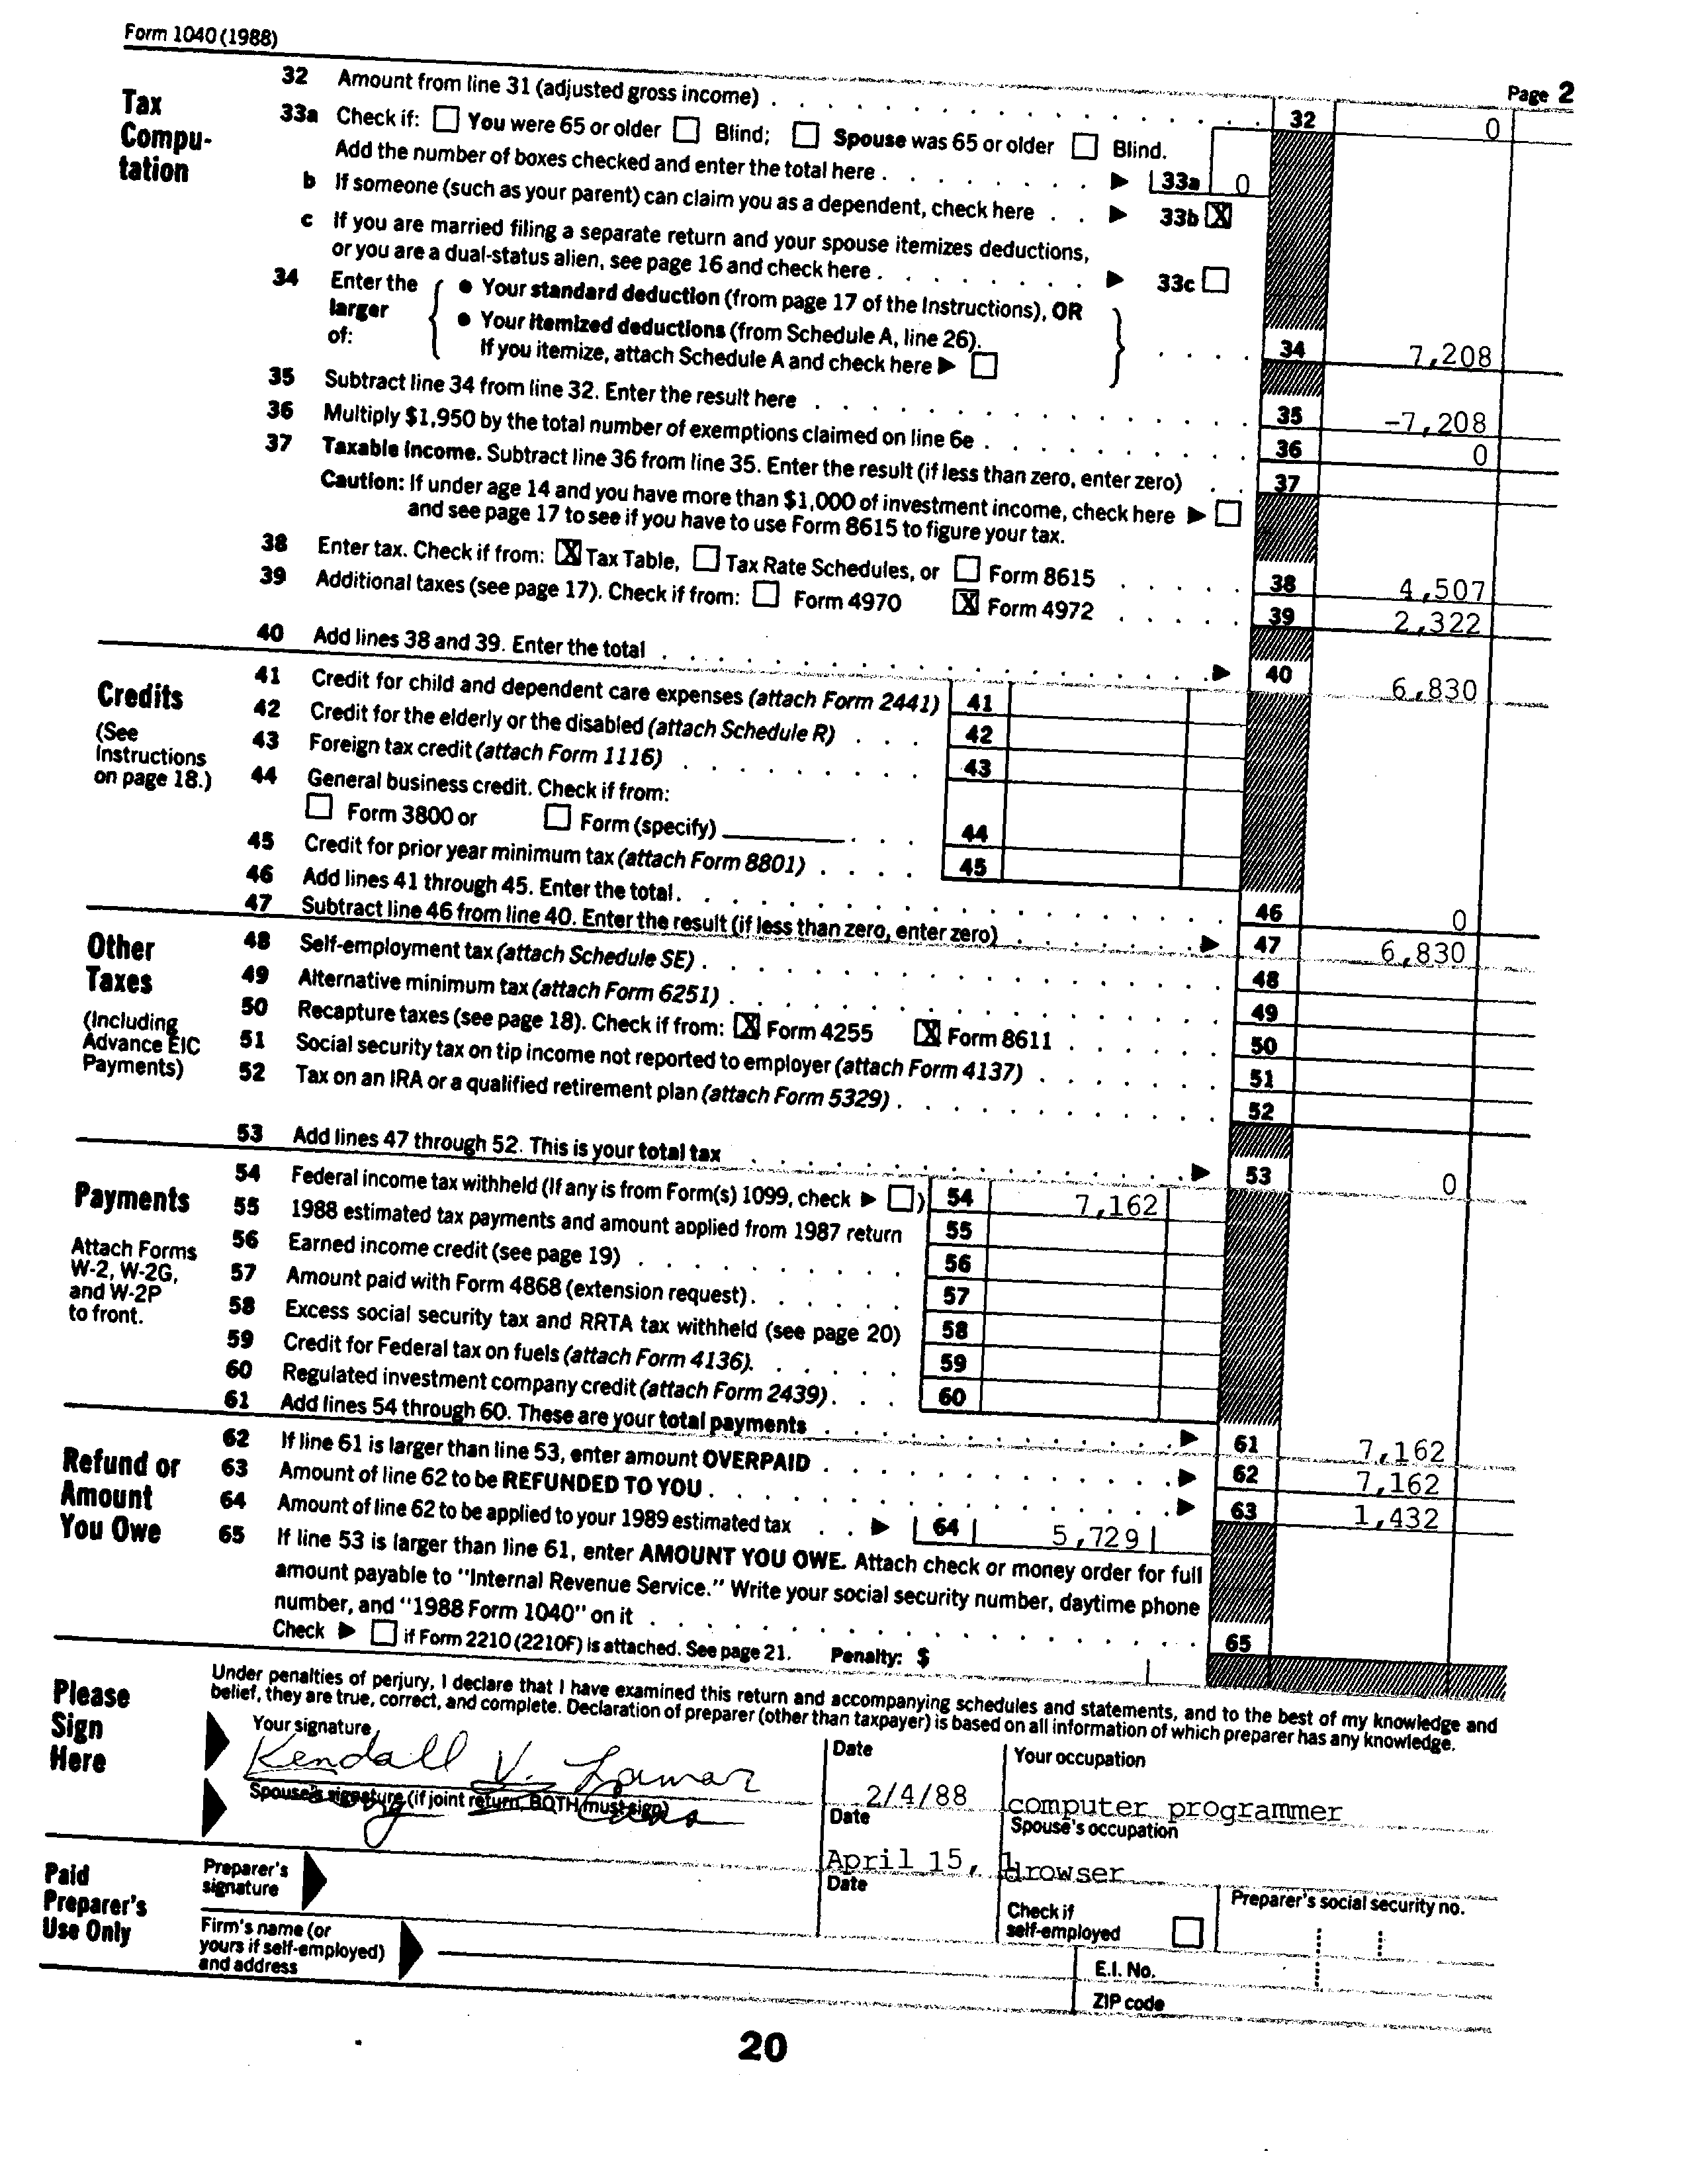 Form 1040 (1988)
Page 2
Tax Compu-tation
32 Amount from line 31 (adjusted gross income) . . . . 32 0
33a Check if: ☐ You were 65 or older ☐ Blind; ☐ Spouse was 65 or older ☐ Blind.
Add the number of boxes checked and enter the total here . . . ▶ 33a 0
b If someone (such as your parent) can claim you as a dependent, check here . . ▶ 33b ☒
c If you are married filing a separate return and your spouse itemizes deductions,
or you are a dual-status alien, see page 16 and check here . . . ▶ 33c ☐
34 Enter the larger of:
• Your standard deduction (from page 17 of the Instructions), OR
• Your itemized deductions (from Schedule A, line 26).
If you itemize, attach Schedule A and check here ▶ ☐
34 7,208
35 Subtract line 34 from line 32. Enter the result here . . . 35 -7,208
36 Multiply $1,950 by the total number of exemptions claimed on line 6e . . . 36 0
37 Taxable income. Subtract line 36 from line 35. Enter the result (if less than zero, enter zero) . . 37
Caution: If under age 14 and you have more than $1,000 of investment income, check here ▶ ☐
and see page 17 to see if you have to use Form 8615 to figure your tax.
38 Enter tax. Check if from: ☒ Tax Table, ☐ Tax Rate Schedules, or ☐ Form 8615 . . . 38 4,507
39 Additional taxes (see page 17). Check if from: ☐ Form 4970 ☒ Form 4972 . . . 39 2,322
40 Add lines 38 and 39. Enter the total . . . ▶ 40 6,830
Credits
(See Instructions on page 18.)
41 Credit for child and dependent care expenses (attach Form 2441) 41
42 Credit for the elderly or the disabled (attach Schedule R) . . . 42
43 Foreign tax credit (attach Form 1116) . . . 43
44 General business credit. Check if from:
☐ Form 3800 or ☐ Form (specify) ________ . . . 44
45 Credit for prior year minimum tax (attach Form 8801) . . . . 45
46 Add lines 41 through 45. Enter the total . . . 46 0
47 Subtract line 46 from line 40. Enter the result (if less than zero, enter zero) . . . ▶ 47 6,830
Other Taxes
(Including Advance EIC Payments)
48 Self-employment tax (attach Schedule SE) . . . 48
49 Alternative minimum tax (attach Form 6251) . . . 49
50 Recapture taxes (see page 18). Check if from: ☒ Form 4255 ☒ Form 8611 . . . 50
51 Social security tax on tip income not reported to employer (attach Form 4137) . . . 51
52 Tax on an IRA or a qualified retirement plan (attach Form 5329) . . . 52
53 Add lines 47 through 52. This is your total tax . . . ▶ 53 0
Payments
Attach Forms W-2, W-2G, and W-2P to front.
54 Federal income tax withheld (If any is from Form(s) 1099, check ▶ ☐) 54 7,162
55 1988 estimated tax payments and amount applied from 1987 return 55
56 Earned income credit (see page 19) . . . 56
57 Amount paid with Form 4868 (extension request) . . . 57
58 Excess social security tax and RRTA tax withheld (see page 20) 58
59 Credit for Federal tax on fuels (attach Form 4136). . . . 59
60 Regulated investment company credit (attach Form 2439) . . . 60
61 Add lines 54 through 60. These are your total payments . . . ▶ 61 7,162
Refund or Amount You Owe
62 If line 61 is larger than line 53, enter amount OVERPAID . . . ▶ 62 7,162
63 Amount of line 62 to be REFUNDED TO YOU . . . ▶ 63 1,432
64 Amount of line 62 to be applied to your 1989 estimated tax . . ▶ 64 5,729
65 If line 53 is larger than line 61, enter AMOUNT YOU OWE. Attach check or money order for full
amount payable to "Internal Revenue Service." Write your social security number, daytime phone
number, and "1988 Form 1040" on it . . . 65
Check ▶ ☐ if Form 2210 (2210F) is attached. See page 21. Penalty: $
Please Sign Here
Under penalties of perjury, I declare that I have examined this return and accompanying schedules and statements, and to the best of my knowledge and
belief, they are true, correct, and complete. Declaration of preparer (other than taxpayer) is based on all information of which preparer has any knowledge.
Your signature Date Your occupation
Kendall V. Lamar 2/4/88 computer programmer
Spouse's signature (if joint return, BOTH must sign) Date Spouse's occupation
April 15, 1 browser
Paid Preparer's Use Only
Preparer's signature Date Check if self-employed ☐ Preparer's social security no.
Firm's name (or yours if self-employed) and address
E.I. No.
ZIP code
20